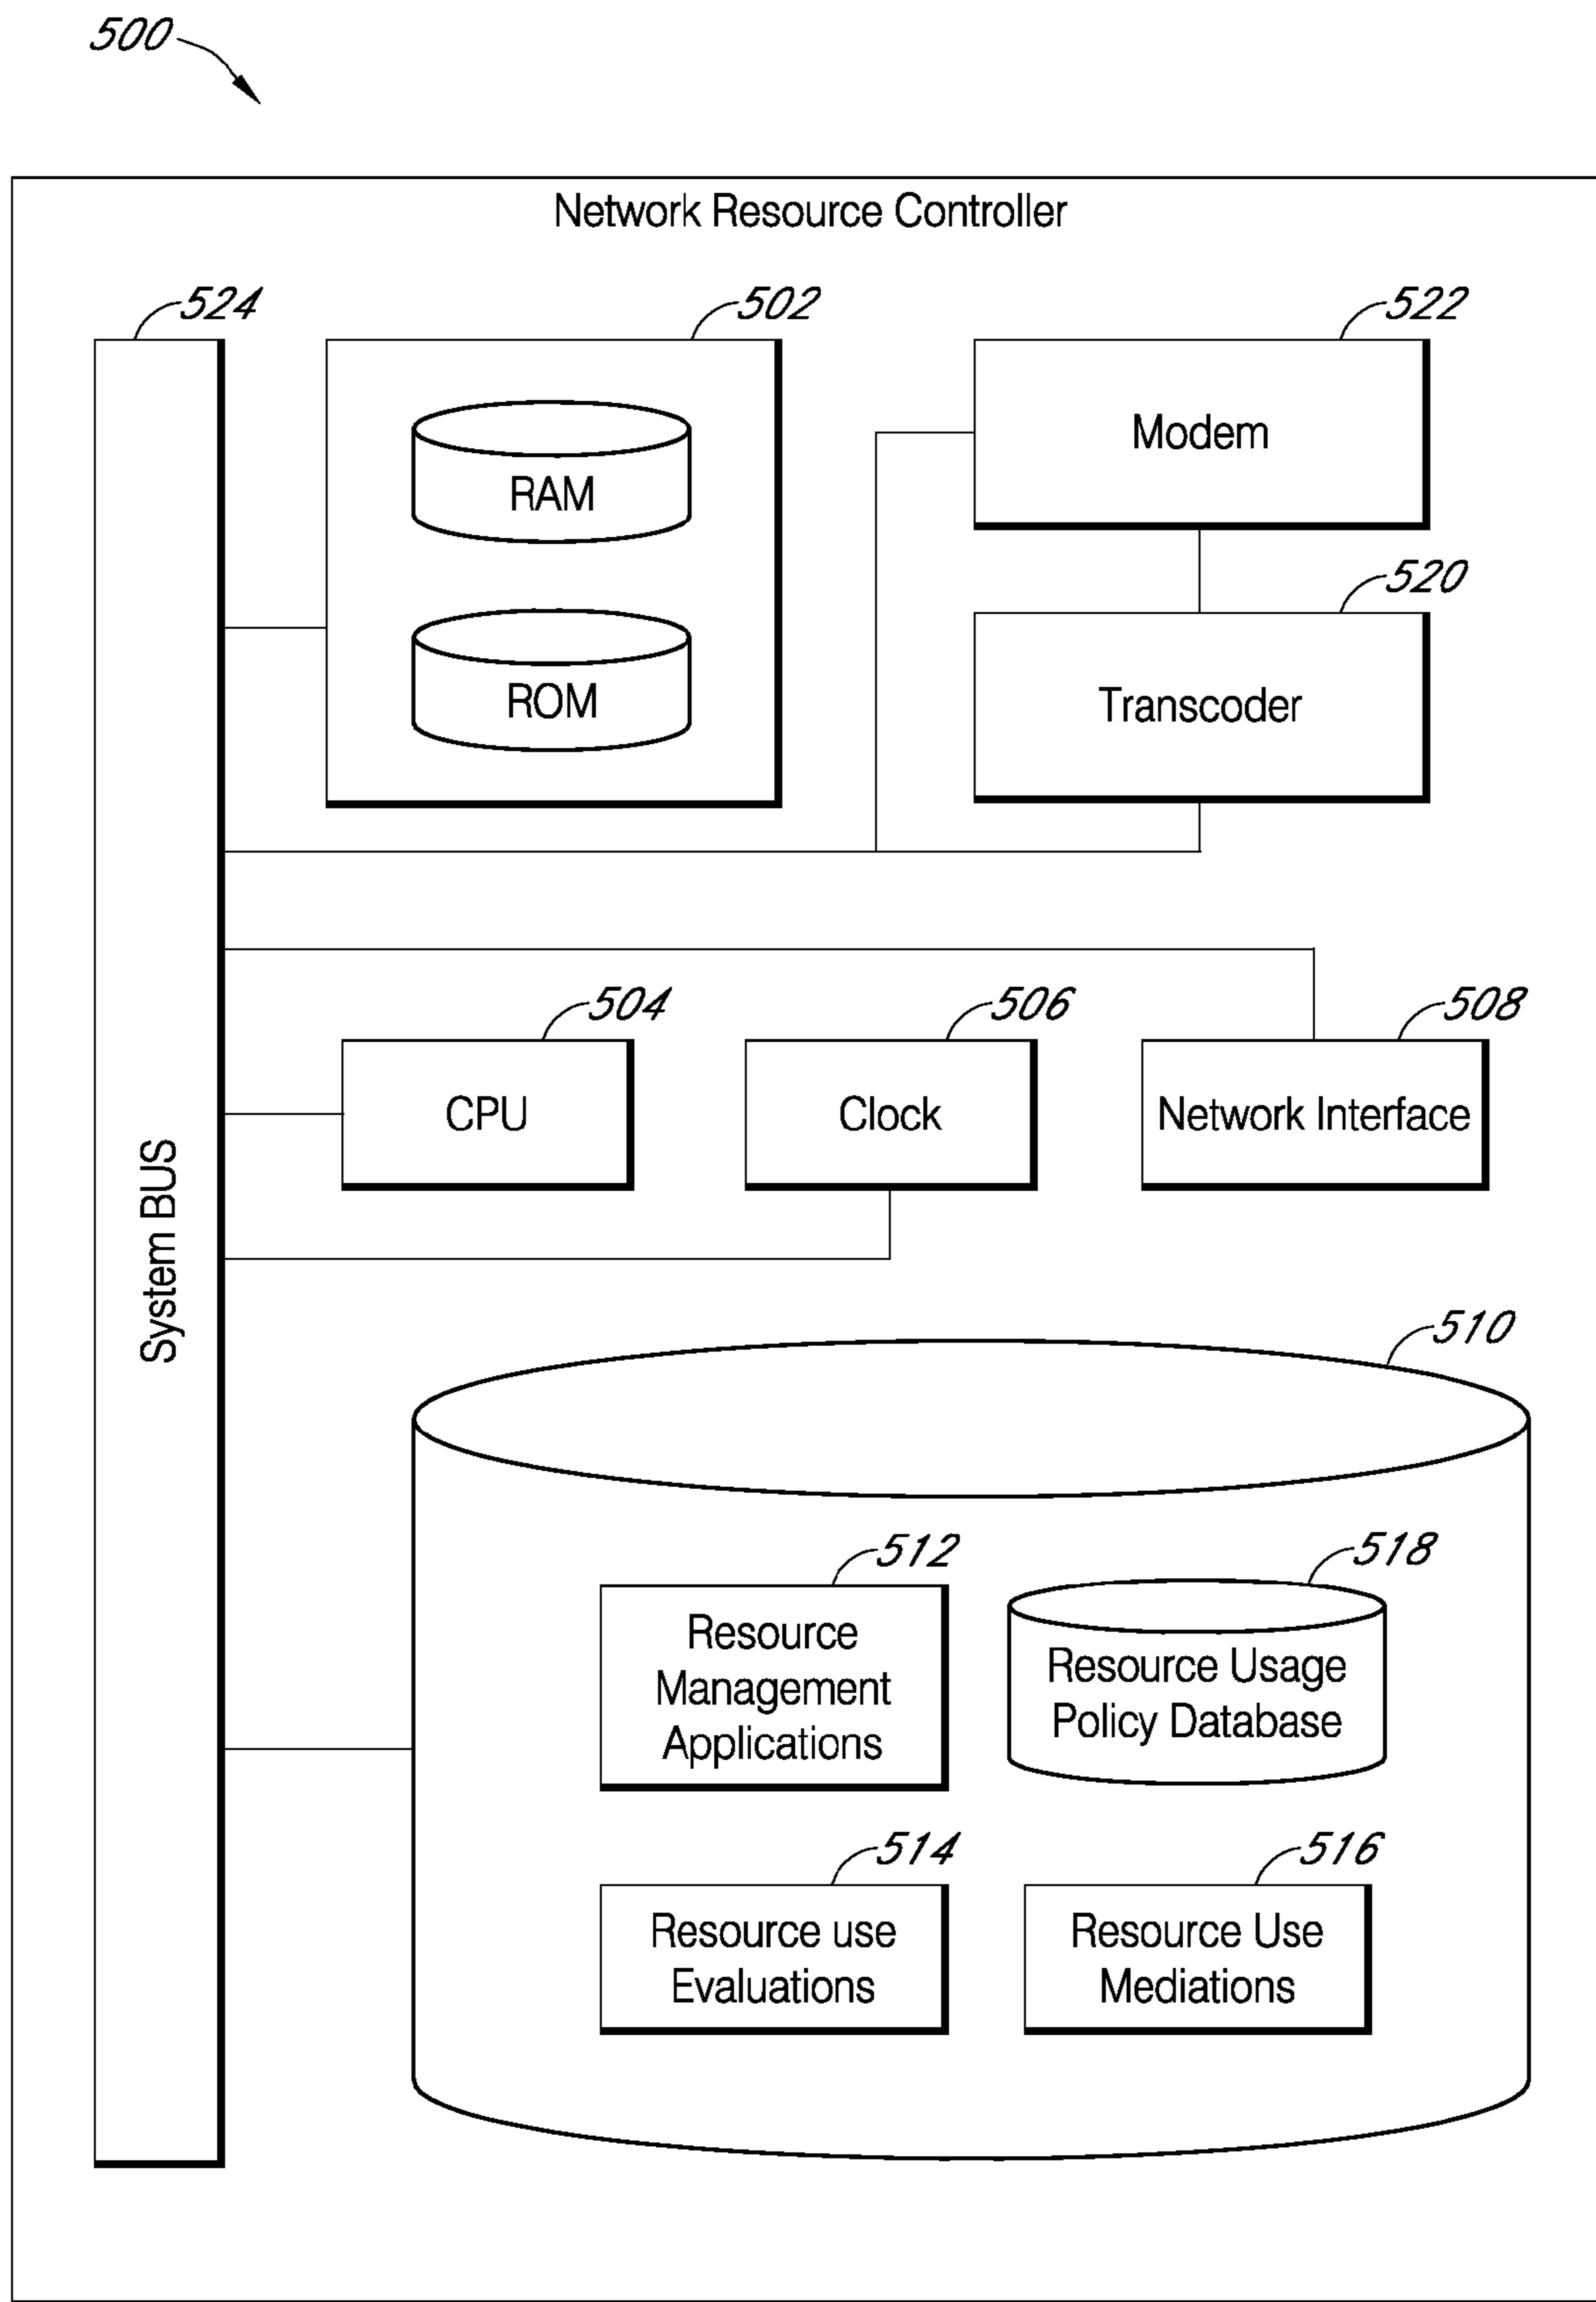 500
Network Resource Controller
524
502
522
RAM
Modem
520
ROM
Transcoder
504
506
508
CPU
Clock
Network Interface
System BUS
510
512
518
Resource
Management
Applications
Resource Usage
Policy Database
514
516
Resource use
Evaluations
Resource Use
Mediations